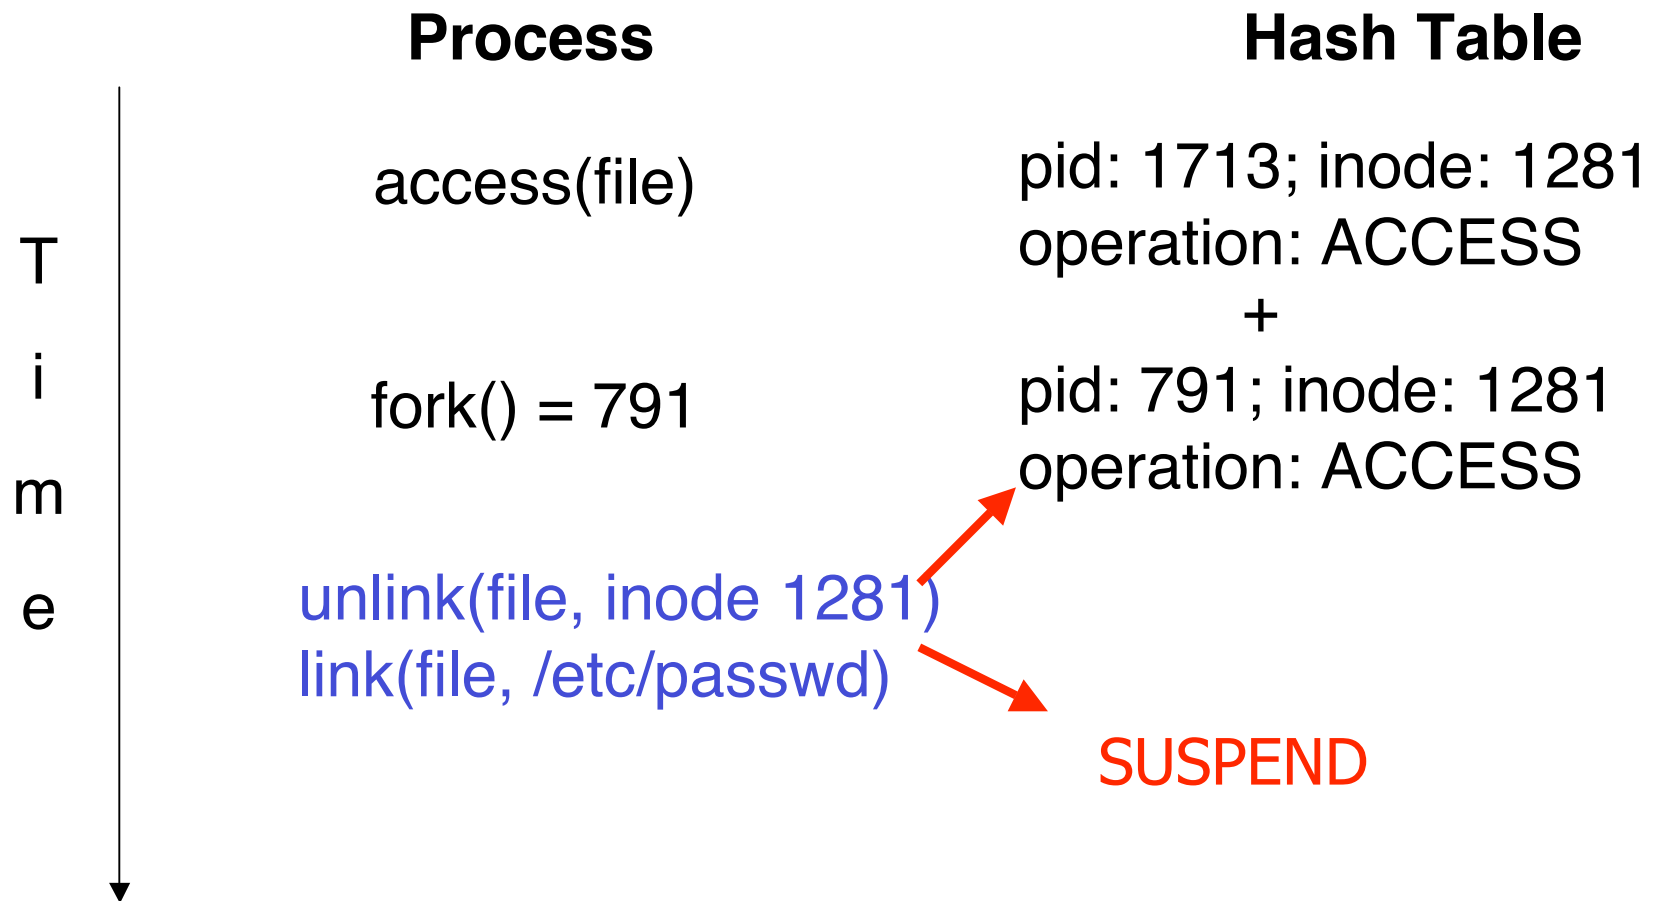 Process
Hash Table
Time
access(file)
pid: 1713; inode: 1281
operation: ACCESS
+
fork() = 791
pid: 791; inode: 1281
operation: ACCESS
unlink(file, inode 1281)
link(file, /etc/passwd)
SUSPEND